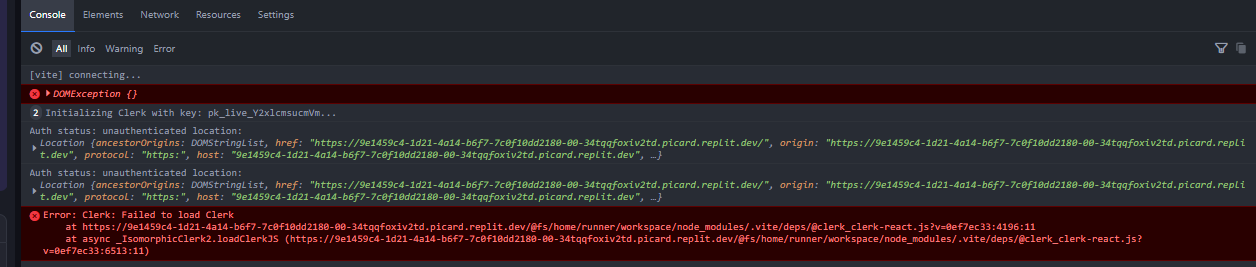 Console Elements Network Resources Settings
All Info Warning Error
[vite] connecting...
DOMException {}
2 Initializing Clerk with key: pk_live_Y2xlcmsucmVm...
Auth status: unauthenticated location:
Location {ancestorOrigins: DOMStringList, href: "https://9e1459c4-1d21-4a14-b6f7-7c0f10dd2180-00-34tqqfoxiv2td.picard.replit.dev/", origin: "https://9e1459c4-1d21-4a14-b6f7-7c0f10dd2180-00-34tqqfoxiv2td.picard.repli
t.dev", protocol: "https:", host: "9e1459c4-1d21-4a14-b6f7-7c0f10dd2180-00-34tqqfoxiv2td.picard.replit.dev", …}
Auth status: unauthenticated location:
Location {ancestorOrigins: DOMStringList, href: "https://9e1459c4-1d21-4a14-b6f7-7c0f10dd2180-00-34tqqfoxiv2td.picard.replit.dev/", origin: "https://9e1459c4-1d21-4a14-b6f7-7c0f10dd2180-00-34tqqfoxiv2td.picard.repli
t.dev", protocol: "https:", host: "9e1459c4-1d21-4a14-b6f7-7c0f10dd2180-00-34tqqfoxiv2td.picard.replit.dev", …}
Error: Clerk: Failed to load Clerk
at https://9e1459c4-1d21-4a14-b6f7-7c0f10dd2180-00-34tqqfoxiv2td.picard.replit.dev/@fs/home/runner/workspace/node_modules/.vite/deps/@clerk_clerk-react.js?v=0ef7ec33:4196:11
at async _IsomorphicClerk2.loadClerkJS (https://9e1459c4-1d21-4a14-b6f7-7c0f10dd2180-00-34tqqfoxiv2td.picard.replit.dev/@fs/home/runner/workspace/node_modules/.vite/deps/@clerk_clerk-react.js?
v=0ef7ec33:6513:11)